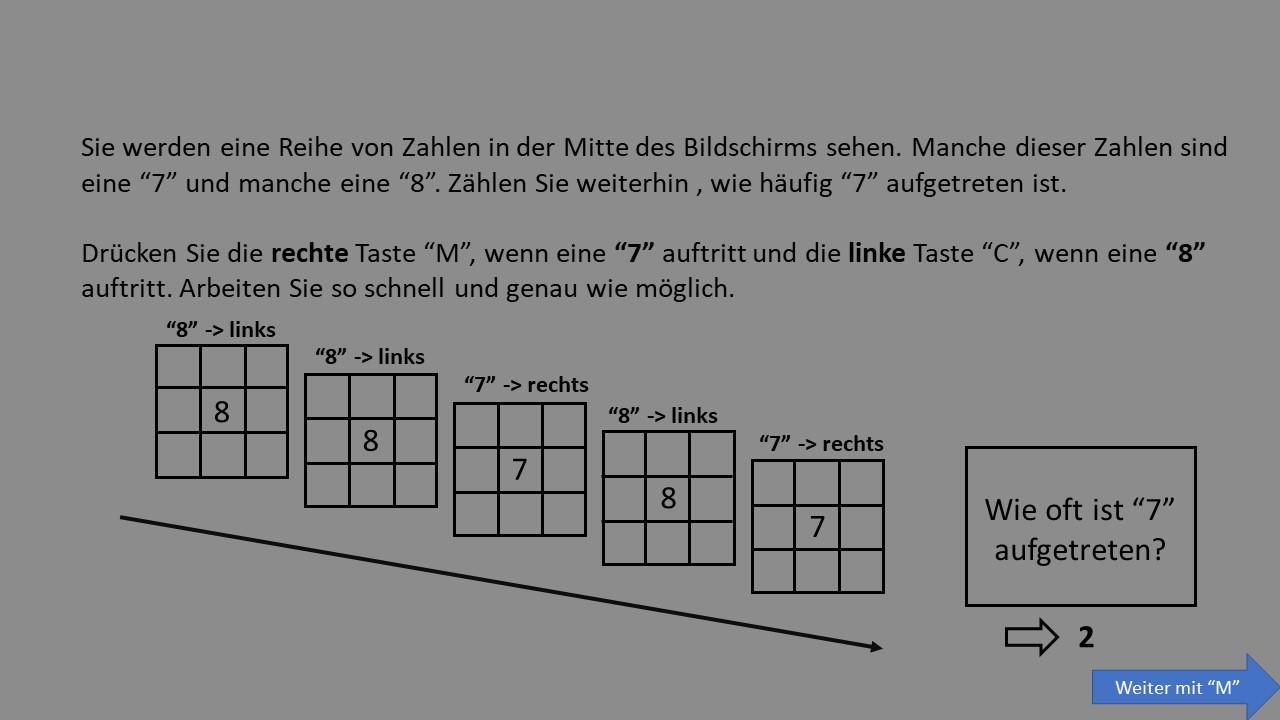 Sie werden eine Reihe von Zahlen in der Mitte des Bildschirms sehen. Manche dieser Zahlen sind
eine “7” und manche eine “8”. Zählen Sie weiterhin , wie häufig “7” aufgetreten ist.
Drücken Sie die rechte Taste “M”, wenn eine “7” auftritt und die linke Taste “C”, wenn eine “8”
auftritt. Arbeiten Sie so schnell und genau wie möglich.
“8” -> links
8
“8” -> links
8
“7” -> rechts
7
“8” -> links
8
“7” -> rechts
7
Wie oft ist “7”
aufgetreten?
2
Weiter mit “M”